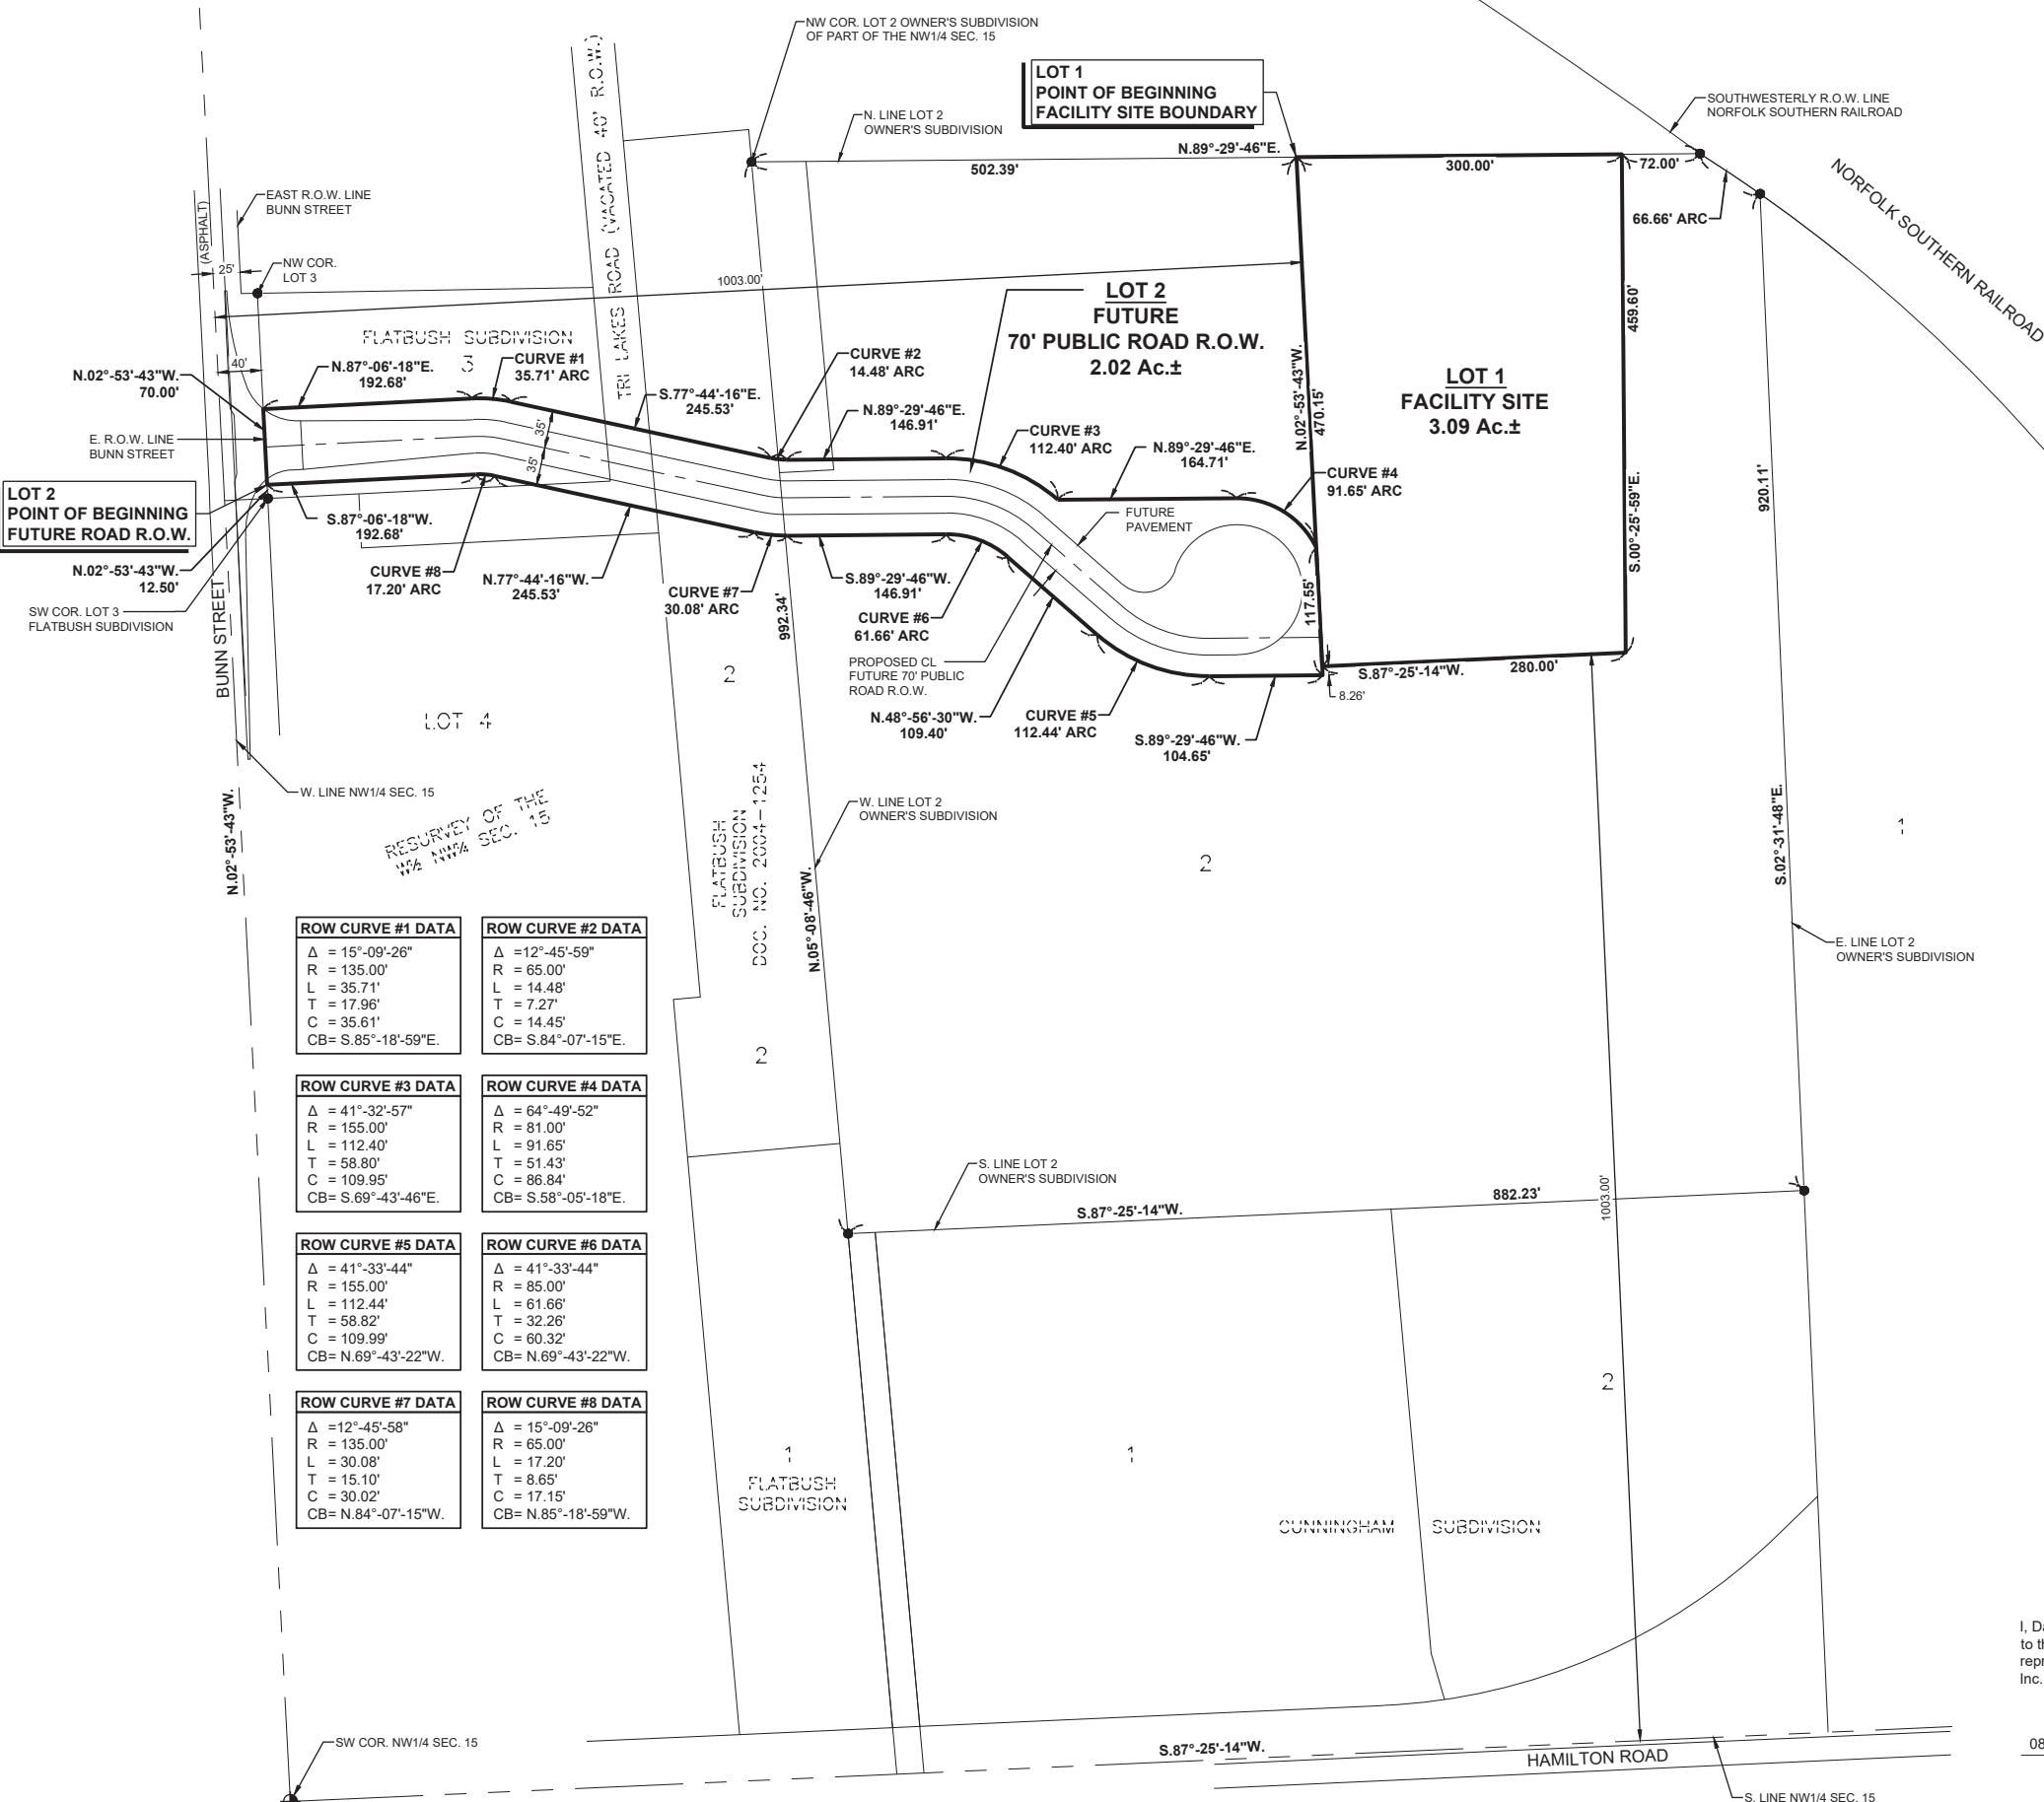 NW COR. LOT 2 OWNER'S SUBDIVISION
OF PART OF THE NW1/4 SEC. 15
LOT 1
POINT OF BEGINNING
FACILITY SITE BOUNDARY
SOUTHWESTERLY R.O.W. LINE
NORFOLK SOUTHERN RAILROAD
N. LINE LOT 2
OWNER'S SUBDIVISION
N.89°-29'-46"E.
502.39'
300.00'
72.00'
66.66' ARC
NORFOLK SOUTHERN RAILROAD
TRI LAKES ROAD (VACATED 40' R.O.W.)
EAST R.O.W. LINE
BUNN STREET
(ASPHALT)
25'
NW COR.
LOT 3
1003.00'
FLATBUSH SUBDIVISION
3
40'
LOT 2
FUTURE
70' PUBLIC ROAD R.O.W.
2.02 Ac.±
459.60'
N.02°-53'-43"W.
470.15'
LOT 1
FACILITY SITE
3.09 Ac.±
N.02°-53'-43"W.
70.00'
N.87°-06'-18"E.
192.68'
CURVE #1
35.71' ARC
S.77°-44'-16"E.
245.53'
CURVE #2
14.48' ARC
N.89°-29'-46"E.
146.91'
CURVE #3
112.40' ARC
N.89°-29'-46"E.
164.71'
CURVE #4
91.65' ARC
35'
35'
E. R.O.W. LINE
BUNN STREET
LOT 2
POINT OF BEGINNING
FUTURE ROAD R.O.W.
FUTURE
PAVEMENT
920.11'
S.00°-25'-59"E.
S.87°-06'-18"W.
192.68'
N.02°-53'-43"W.
12.50'
CURVE #8
17.20' ARC
N.77°-44'-16"W.
245.53'
CURVE #7
30.08' ARC
S.89°-29'-46"W.
146.91'
CURVE #6
61.66' ARC
117.55'
992.34'
SW COR. LOT 3
FLATBUSH SUBDIVISION
BUNN STREET
PROPOSED CL
FUTURE 70' PUBLIC
ROAD R.O.W.
N.48°-56'-30"W.
109.40'
CURVE #5
112.44' ARC
S.89°-29'-46"W.
104.65'
S.87°-25'-14"W.
280.00'
8.26'
2
LOT 4
W. LINE NW1/4 SEC. 15
N.02°-53'-43"W.
RESURVEY OF THE
W½ NW¼ SEC. 15
FLATBUSH
SUBDIVISION
DOC. NO. 2004-1254
W. LINE LOT 2
OWNER'S SUBDIVISION
N.05°-08'-46"W.
2
S.02°-31'-48"E.
1
E. LINE LOT 2
OWNER'S SUBDIVISION
2
ROW CURVE #1 DATA
Δ = 15°-09'-26"
R = 135.00'
L = 35.71'
T = 17.96'
C = 35.61'
CB= S.85°-18'-59"E.
ROW CURVE #2 DATA
Δ =12°-45'-59"
R = 65.00'
L = 14.48'
T = 7.27'
C = 14.45'
CB= S.84°-07'-15"E.
ROW CURVE #3 DATA
Δ = 41°-32'-57"
R = 155.00'
L = 112.40'
T = 58.80'
C = 109.95'
CB= S.69°-43'-46"E.
ROW CURVE #4 DATA
Δ = 64°-49'-52"
R = 81.00'
L = 91.65'
T = 51.43'
C = 86.84'
CB= S.58°-05'-18"E.
ROW CURVE #5 DATA
Δ = 41°-33'-44"
R = 155.00'
L = 112.44'
T = 58.82'
C = 109.99'
CB= N.69°-43'-22"W.
ROW CURVE #6 DATA
Δ = 41°-33'-44"
R = 85.00'
L = 61.66'
T = 32.26'
C = 60.32'
CB= N.69°-43'-22"W.
ROW CURVE #7 DATA
Δ =12°-45'-58"
R = 135.00'
L = 30.08'
T = 15.10'
C = 30.02'
CB= N.84°-07'-15"W.
ROW CURVE #8 DATA
Δ = 15°-09'-26"
R = 65.00'
L = 17.20'
T = 8.65'
C = 17.15'
CB= N.85°-18'-59"W.
S. LINE LOT 2
OWNER'S SUBDIVISION
S.87°-25'-14"W.
882.23'
1003.00'
2
1
FLATBUSH
SUBDIVISION
1
CUNNINGHAM SUBDIVISION
I, Da
to th
repr
Inc.
08
SW COR. NW1/4 SEC. 15
S.87°-25'-14"W.
HAMILTON ROAD
S. LINE NW1/4 SEC. 15